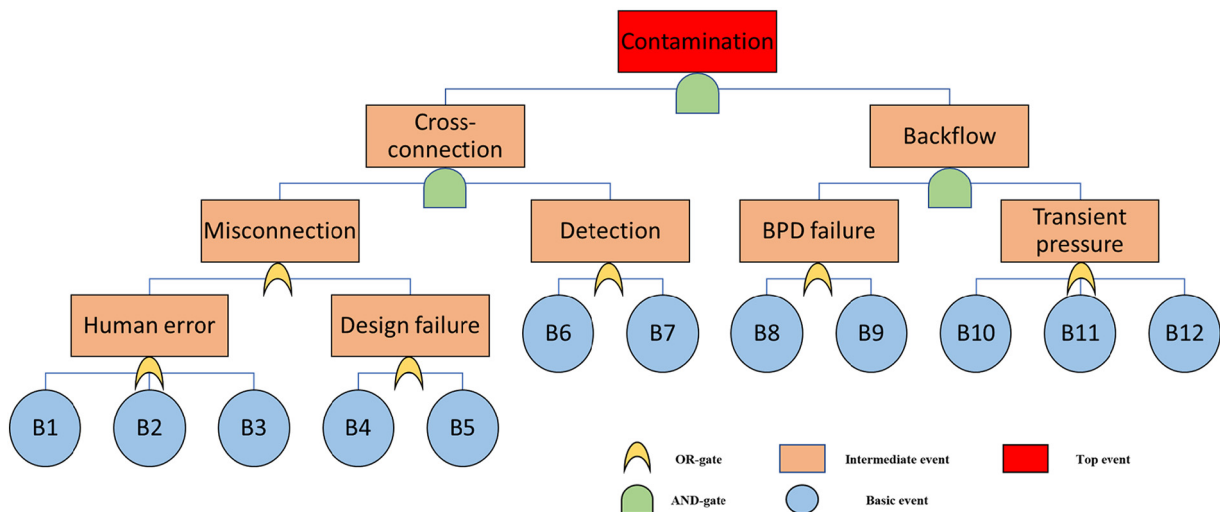 Contamination
Cross-
connection
Backflow
Misconnection
Detection
BPD failure
Transient
pressure
Human error
Design failure
B6
B7
B8
B9
B10
B11
B12
B1
B2
B3
B4
B5
OR-gate
Intermediate event
Top event
AND-gate
Basic event